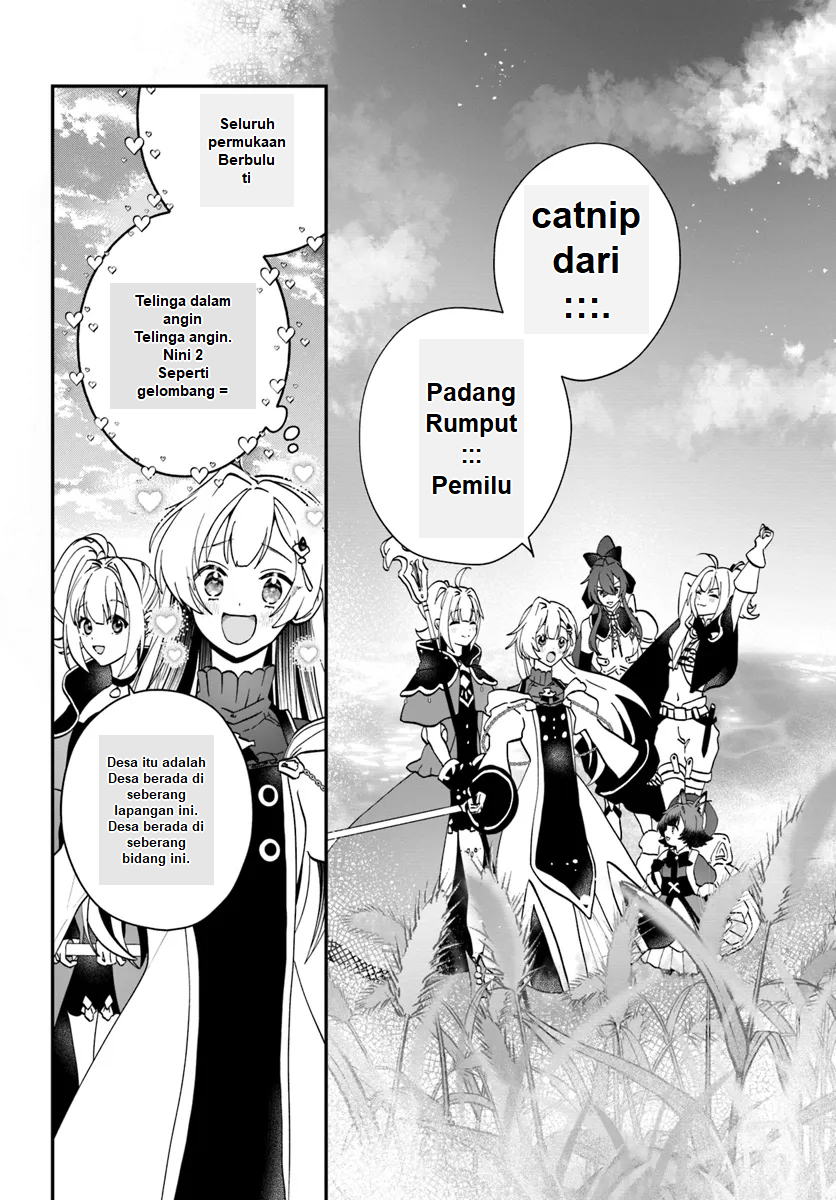 catnip
dari
:::.
Padang
Rumput
:::
Pemilu
Seluruh
permukaan
Berbulu
ti
Telinga dalam
angin
Telinga angin.
Nini 2
Seperti
gelombang =
Desa itu adalah
Desa berada di
seberang
lapangan ini.
Desa berada di
seberang
bidang ini.